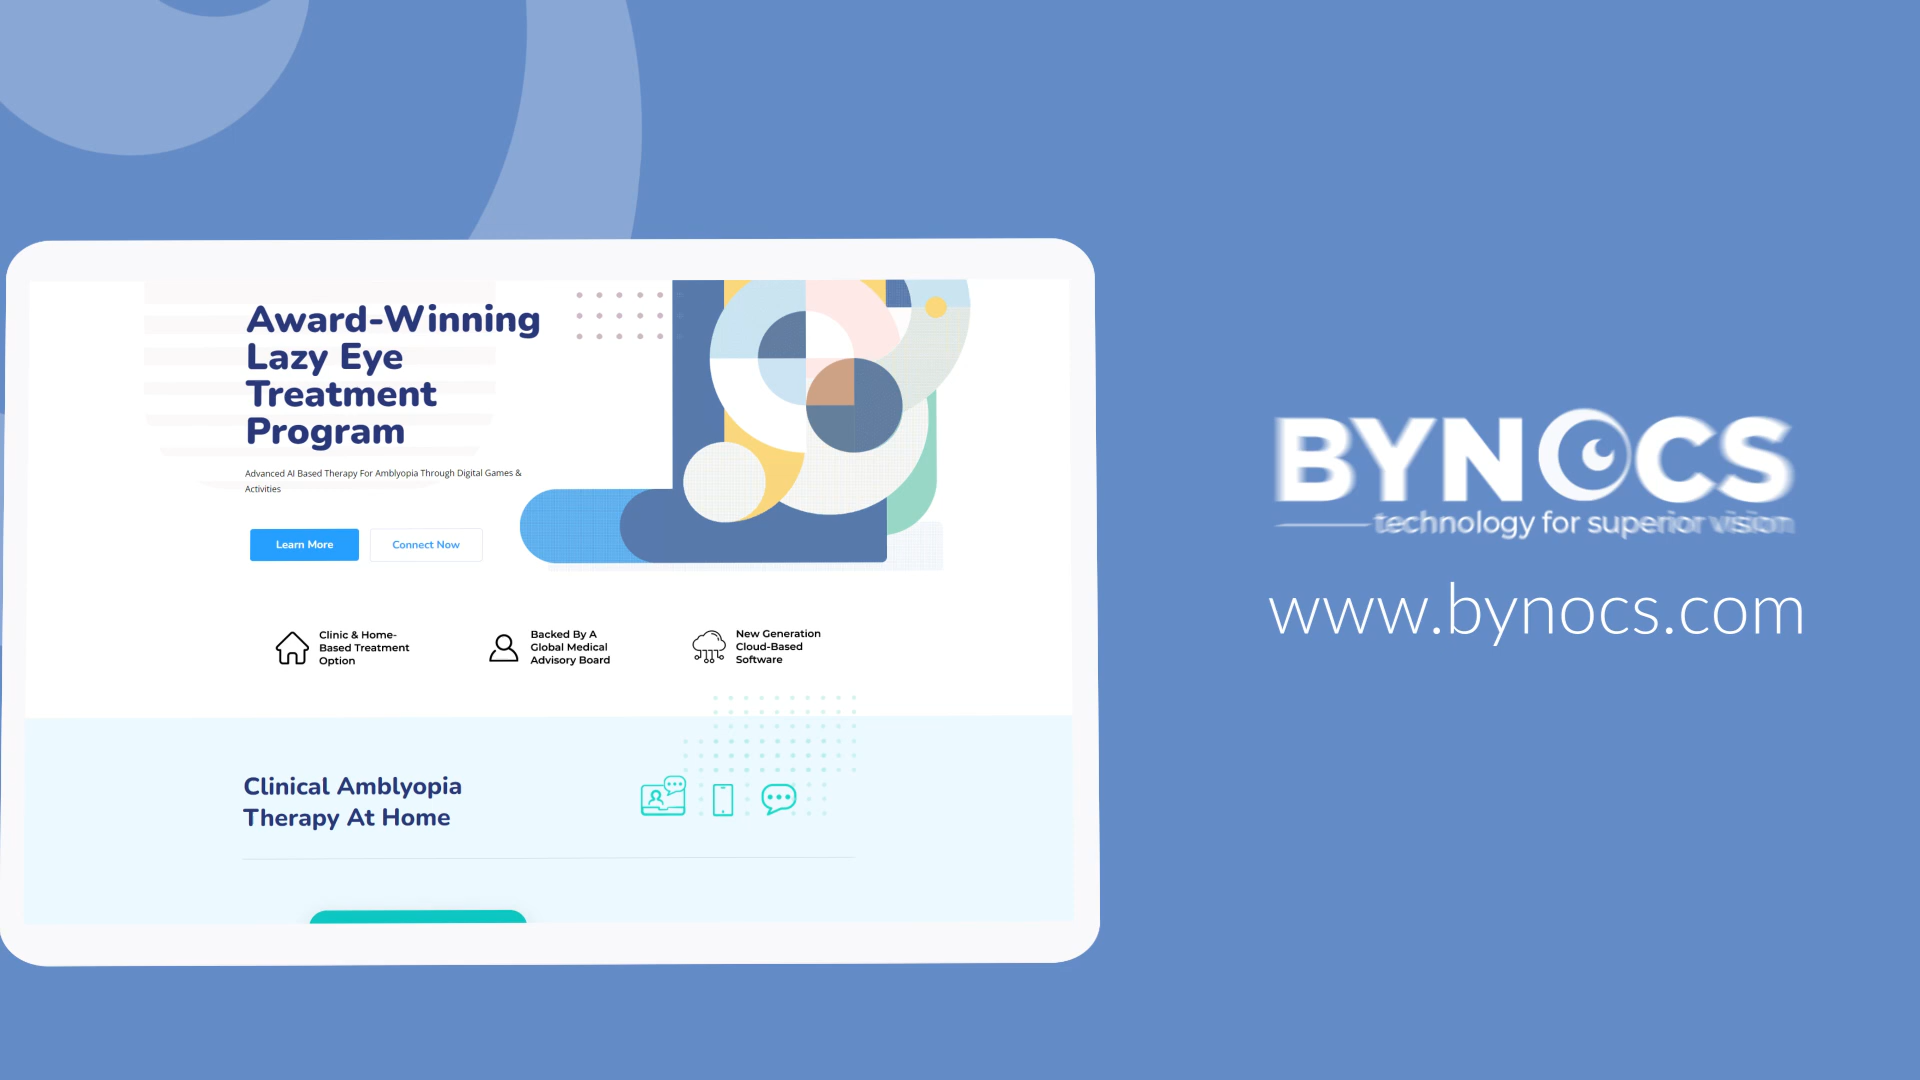 Award-Winning
Lazy Eye
Treatment
Program
Advanced AI Based Therapy For Amblyopia Through Digital Games &
Activities
Learn More
Connect Now
Clinic & Home-
Based Treatment
Option
Backed By A
Global Medical
Advisory Board
New Generation
Cloud-Based
Software
Clinical Amblyopia
Therapy At Home
BYNOCS
technology for superior vision
www.bynocs.com